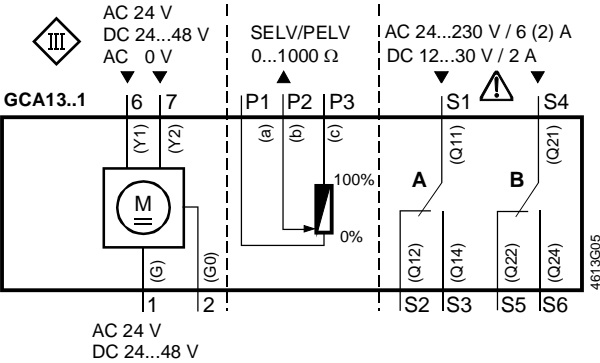 III
AC 24 V
DC 24...48 V
AC 0 V
SELV/PELV
0...1000 Ω
AC 24...230 V / 6 (2) A
DC 12...30 V / 2 A
GCA13..1
6 7
P1 P2 P3
S1
S4
(Y1)
(Y2)
(a)
(b)
(c)
(Q11)
(Q21)
M
100%
0%
A
B
(G)
(G0)
(Q12)
(Q14)
(Q22)
(Q24)
1 2
S2 S3
S5 S6
AC 24 V
DC 24...48 V
4613G05